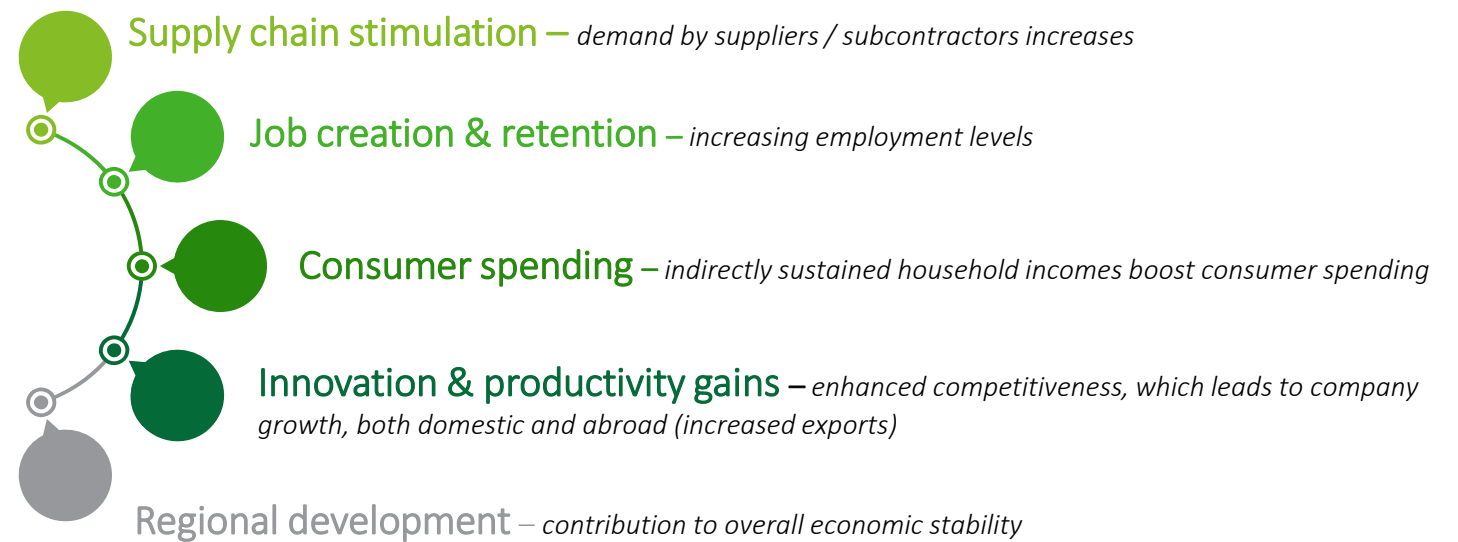 Supply chain stimulation – demand by suppliers / subcontractors increases
Job creation & retention – increasing employment levels
Consumer spending – indirectly sustained household incomes boost consumer spending
Innovation & productivity gains – enhanced competitiveness, which leads to company
growth, both domestic and abroad (increased exports)
Regional development – contribution to overall economic stability